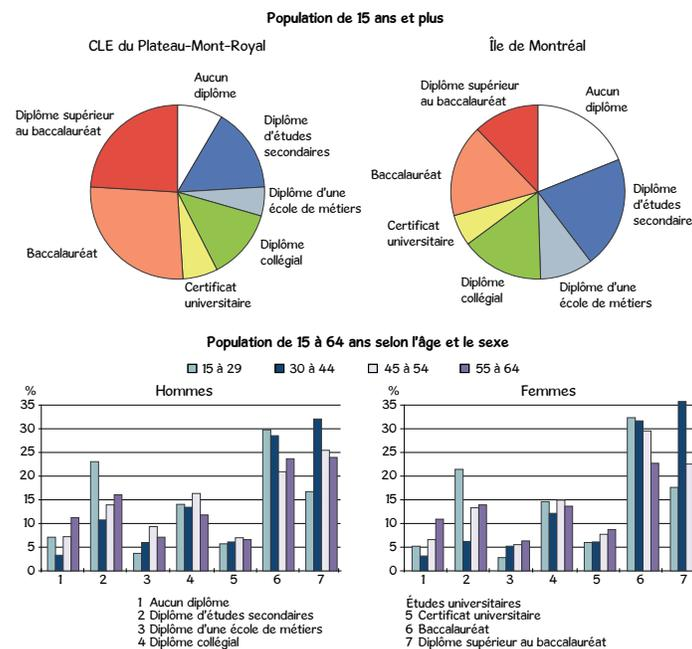 Population de 15 ans et plus
CLE du Plateau-Mont-Royal
Île de Montréal
Aucun
diplôme
Diplôme supérieur
au baccalauréat
Diplôme
d'études
secondaires
Diplôme d'une
école de métiers
Diplôme
collégial
Certificat
universitaire
Baccalauréat
Diplôme supérieur
au baccalauréat
Aucun
diplôme
Baccalauréat
Diplôme
d'études
secondaire
Certificat
universitaire
Diplôme
collégial
Diplôme d'une
école de métiers
Population de 15 à 64 ans selon l'âge et le sexe
15 à 29 30 à 44 45 à 54 55 à 64
% Hommes
35
30
25
20
15
10
5
0
1 2 3 4 5 6 7
% Femmes
35
30
25
20
15
10
5
0
1 2 3 4 5 6 7
1 Aucun diplôme
2 Diplôme d'études secondaires
3 Diplôme d'une école de métiers
4 Diplôme collégial
Études universitaires
5 Certificat universitaire
6 Baccalauréat
7 Diplôme supérieur au baccalauréat